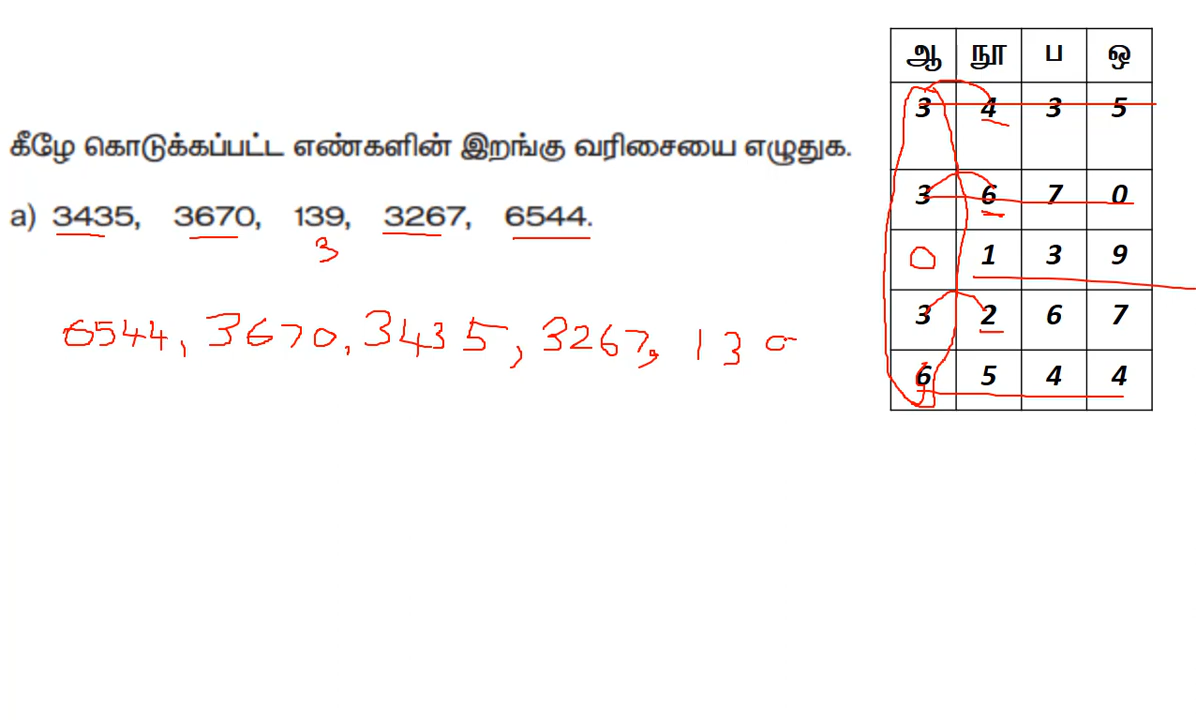 கீழே கொடுக்கப்பட்ட எண்களின் இறங்கு வரிசையை எழுதுக.
a) 3435, 3670, 139, 3267, 6544.
3
6544, 3670, 3435, 3267, 13
ஆ நூ ப ஒ
3 4 3 5
3 6 7 0
0 1 3 9
3 2 6 7
6 5 4 4